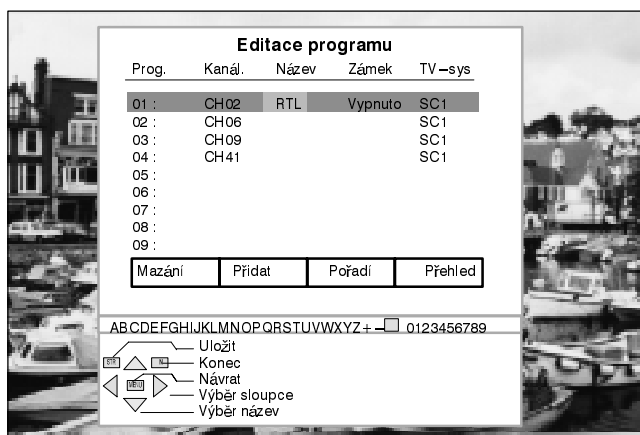 Editace programu
Prog. Kanál. Název Zámek TV–sys
01 : CH02 RTL Vypnuto SC1
02 : CH06 SC1
03 : CH09 SC1
04 : CH41 SC1
05 :
06 :
07 :
08 :
09 :
Mazání Přidat Pořadí Přehled
ABCDEFGHIJKLMNOPQRSTUVWXYZ+– 0123456789
STR Uložit
N Konec
MENU Návrat
Výběr sloupce
Výběr název